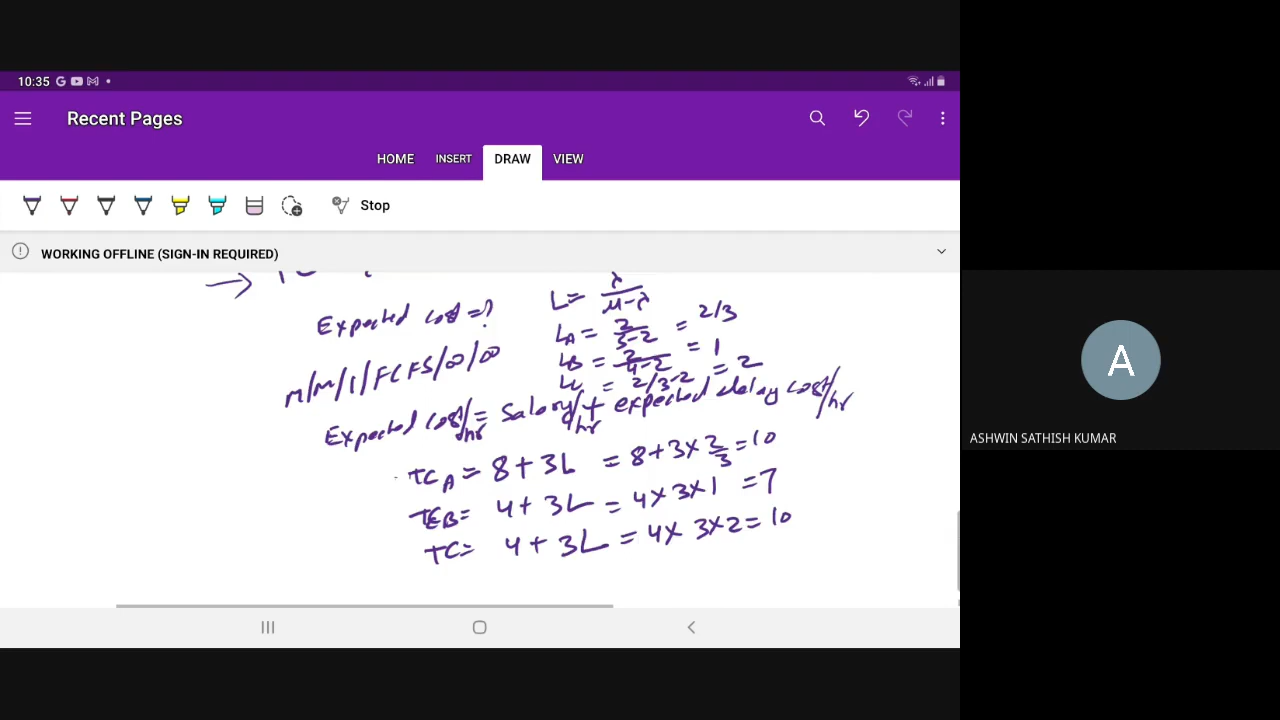 10:35
Recent Pages
HOME INSERT DRAW VIEW
Stop
WORKING OFFLINE (SIGN-IN REQUIRED)
Expected cost = ?
L = λ/μ-λ
LA = 2/5-2 = 2/3
M/M/1/FCFS/∞/∞
LB = 2/4-2 = 1
LC = 2/3-2 = 2
Expected cost/hr = Salary/hr + expected delay cost/hr
TCA = 8 + 3L = 8 + 3 x 2/3 = 10
TCB = 4 + 3L = 4 x 3 x 1 = 7
TC = 4 + 3L = 4 x 3 x 2 = 10
A
ASHWIN SATHISH KUMAR